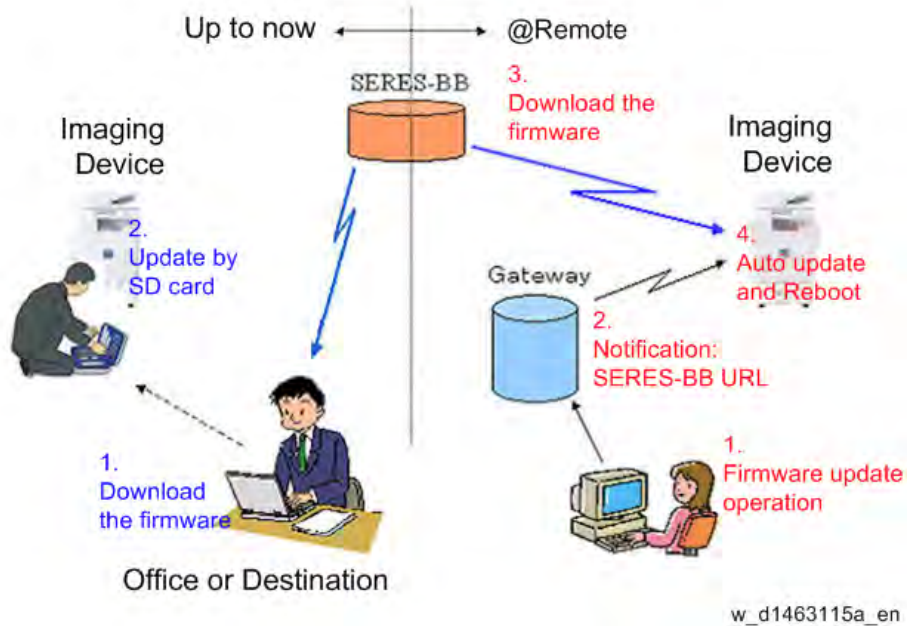 Up to now
@Remote
SERES-BB
3.
Download the
firmware
Imaging
Device
Imaging
Device
2.
Update by
SD card
4.
Auto update
and Reboot
Gateway
2.
Notification:
SERES-BB URL
1.
Download
the firmware
1.
Firmware update
operation
Office or Destination
w_d1463115a_en